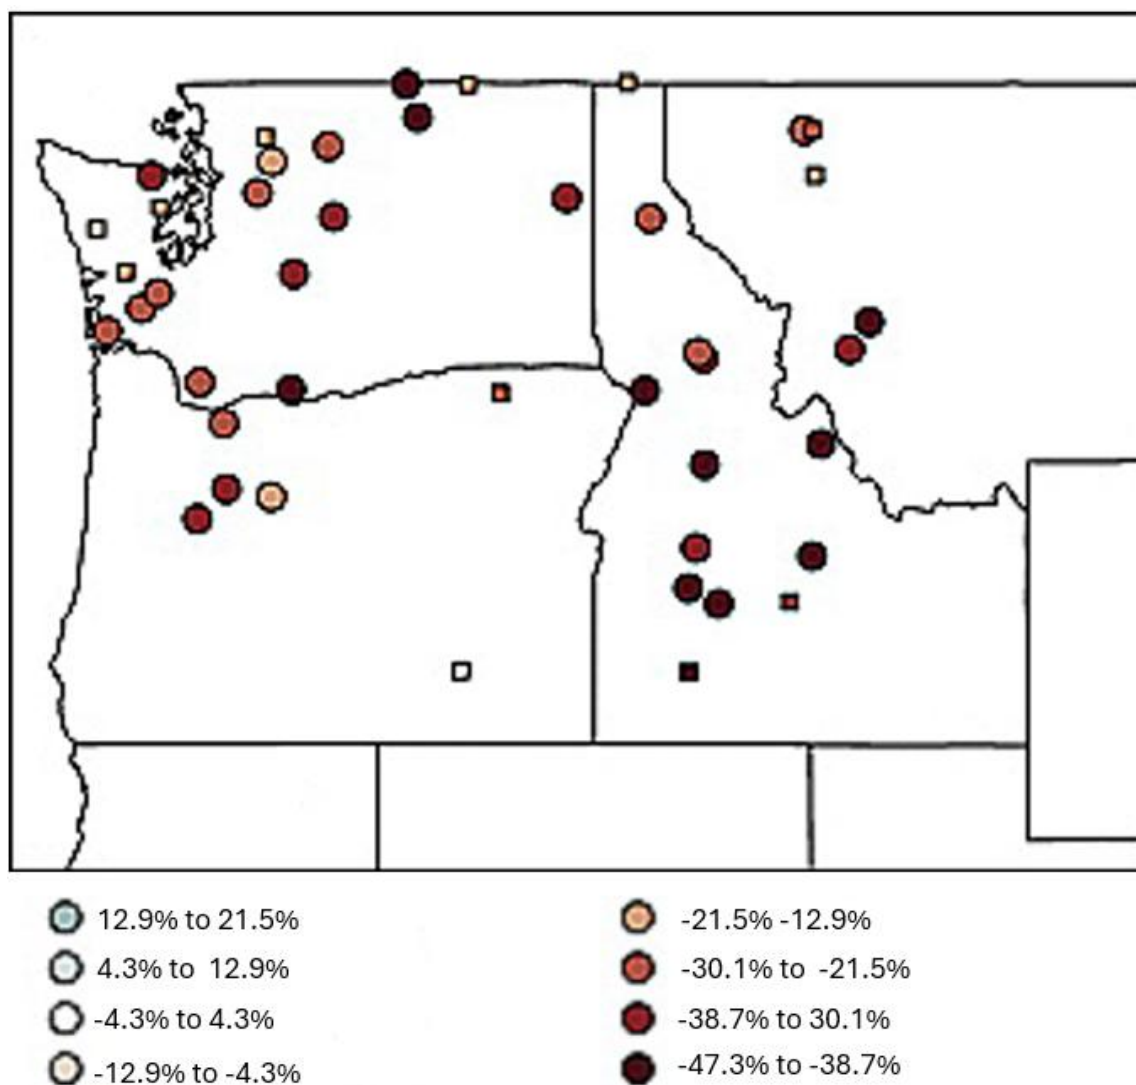 12.9% to 21.5%
4.3% to 12.9%
-4.3% to 4.3%
-12.9% to -4.3%
-21.5% -12.9%
-30.1% to -21.5%
-38.7% to 30.1%
-47.3% to -38.7%